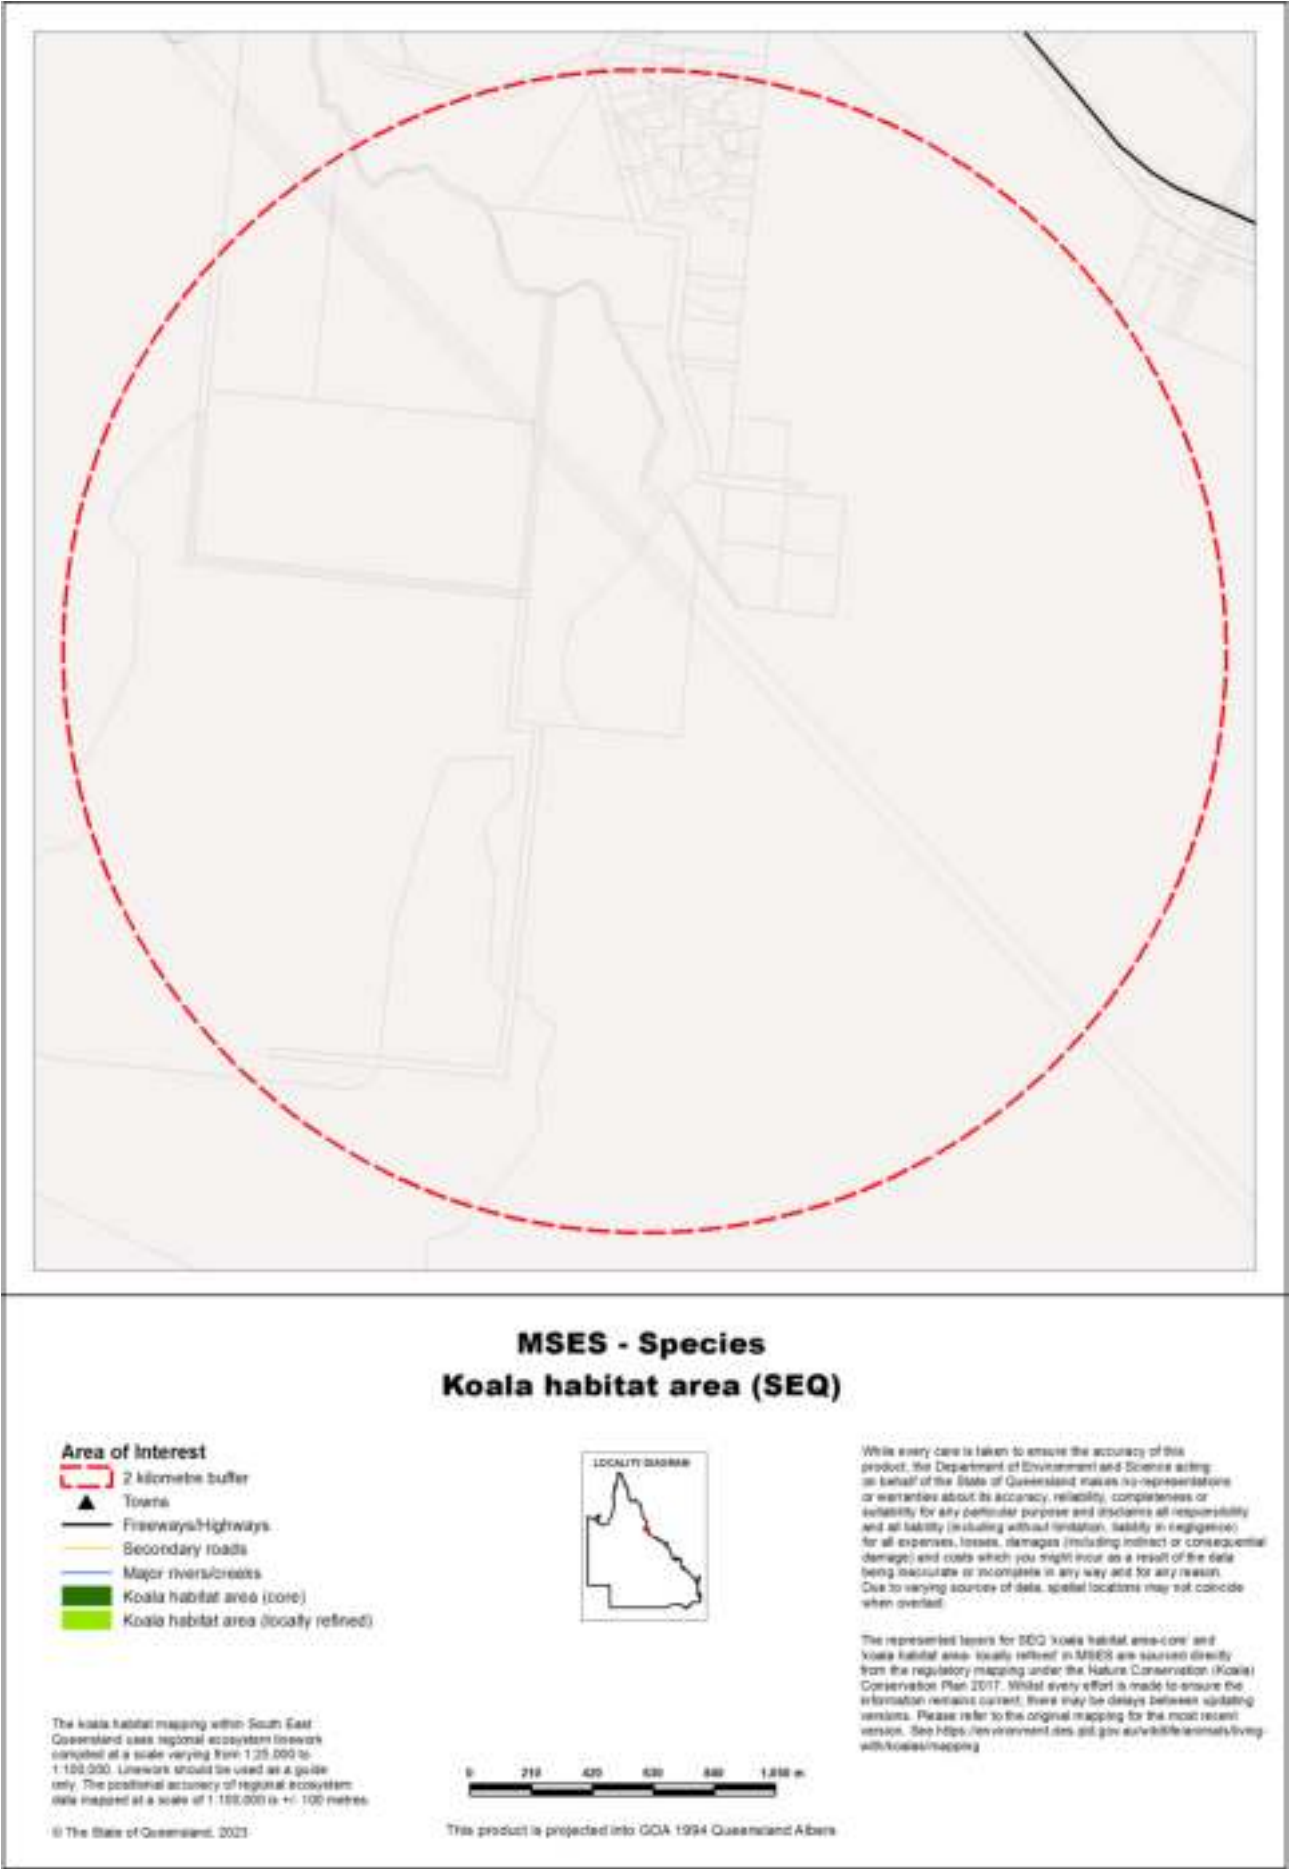 MSES - Species
Koala habitat area (SEQ)
Area of Interest
2 kilometre buffer
Towns
Freeways/Highways
Secondary roads
Major rivers/creeks
Koala habitat area (core)
Koala habitat area (locally refined)
The koala habitat mapping within South East
Queensland uses regional ecosystem linework
compiled at a scale varying from 1:25,000 to
1:100,000. Linework should be used as a guide
only. The positional accuracy of regional ecosystem
data mapped at a scale of 1:100,000 is +/- 100 metres.
© The State of Queensland, 2023
LOCALITY DIAGRAM
0 210 420 630 840 m
This product is projected into GDA 1994 Queensland Albers
While every care is taken to ensure the accuracy of this
product, the Department of Environment and Science acting
on behalf of the State of Queensland makes no representations
or warranties about its accuracy, reliability, completeness or
suitability for any particular purpose and disclaims all responsibility
and all liability (including without limitation, liability in negligence)
for all expenses, losses, damages (including indirect or consequential
damage) and costs which you might incur as a result of the data
being inaccurate or incomplete in any way and for any reason.
Due to varying sources of data, spatial locations may not coincide
when overlaid.
The represented layers for SEQ 'koala habitat area-core' and
'koala habitat area- locally refined' in MSES are sourced directly
from the regulatory mapping under the Nature Conservation (Koala)
Conservation Plan 2017. Whilst every effort is made to ensure the
information remains current, there may be delays between updating
versions. Please refer to the original mapping for the most recent
version. See https://environment.des.qld.gov.au/wildlife/animals/living-
with/koalas/mapping